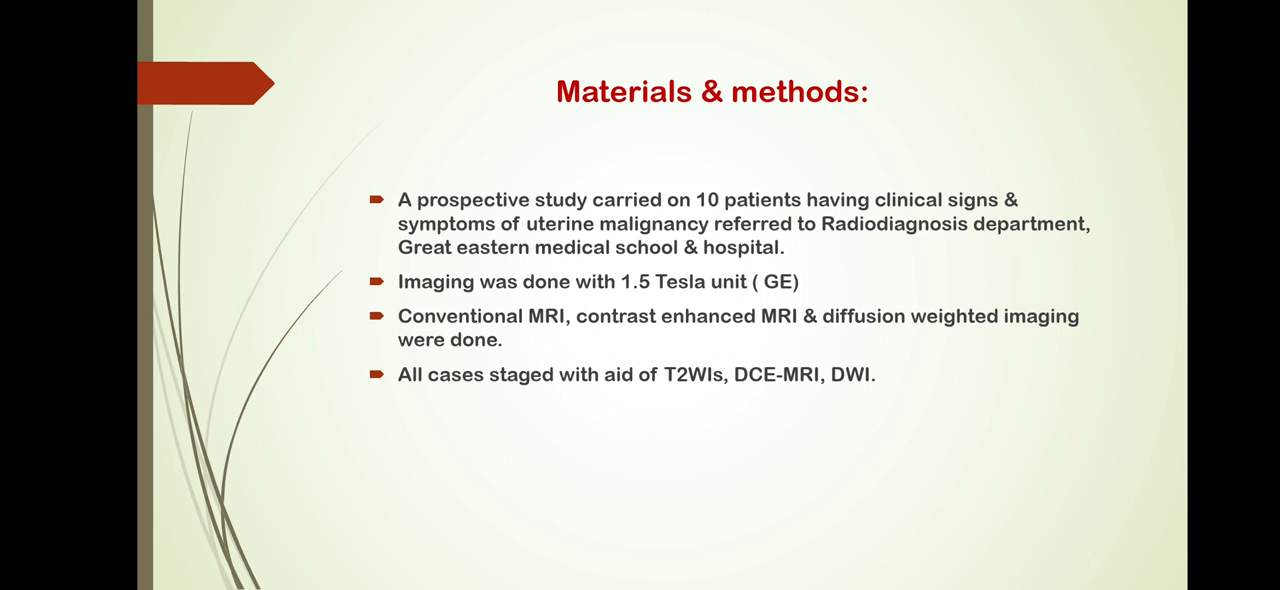 Materials & methods:
A prospective study carried on 10 patients having clinical signs &
symptoms of uterine malignancy referred to Radiodiagnosis department,
Great eastern medical school & hospital.
Imaging was done with 1.5 Tesla unit ( GE)
Conventional MRI, contrast enhanced MRI & diffusion weighted imaging
were done.
All cases staged with aid of T2WIs, DCE-MRI, DWI.